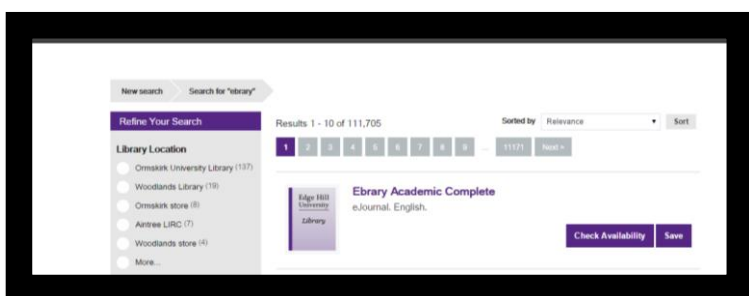 New search
Search for "ebrary"
Refine Your Search
Library Location
Ormskirk University Library (137)
Woodlands Library (19)
Ormskirk store (8)
Aintree LIRC (7)
Woodlands store (4)
More...
Results 1 - 10 of 111,705
Sorted by Relevance Sort
1 2 3 4 5 6 7 8 9 ... 11171 Next »
Edge Hill
University
Library
Ebrary Academic Complete
eJournal. English.
Check Availability Save